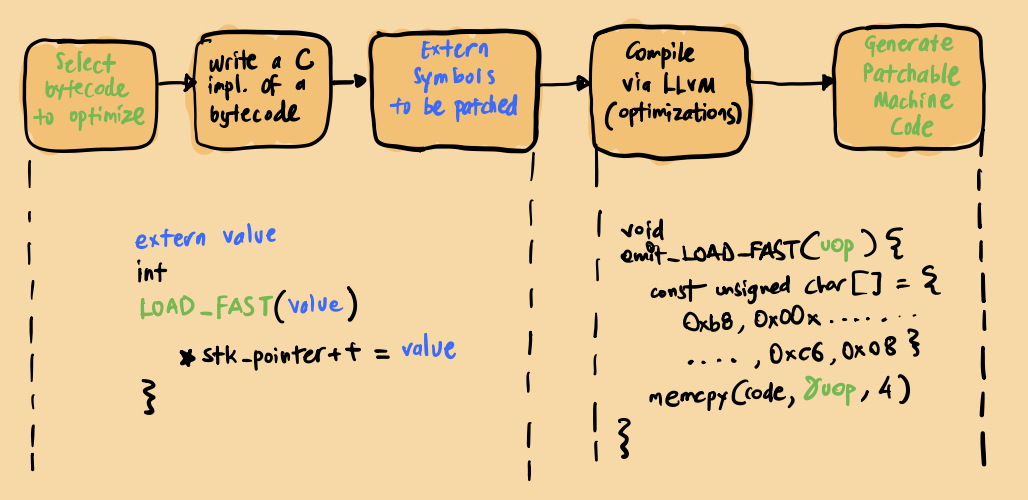 Select
bytecode
to optimize
Write a C
impl. of a
bytecode
Extern
Symbols
to be patched
Compile
via LLVM
(optimizations)
Generate
Patchable
Machine
Code
extern value
int
LOAD_FAST(value)
*stk_pointer++ = value
}
void
emit_LOAD_FAST(uop) {
const unsigned char[] = {
0xb8, 0x00x.......
...., 0xc6, 0x08 }
memcpy(code, &uop, 4)
}